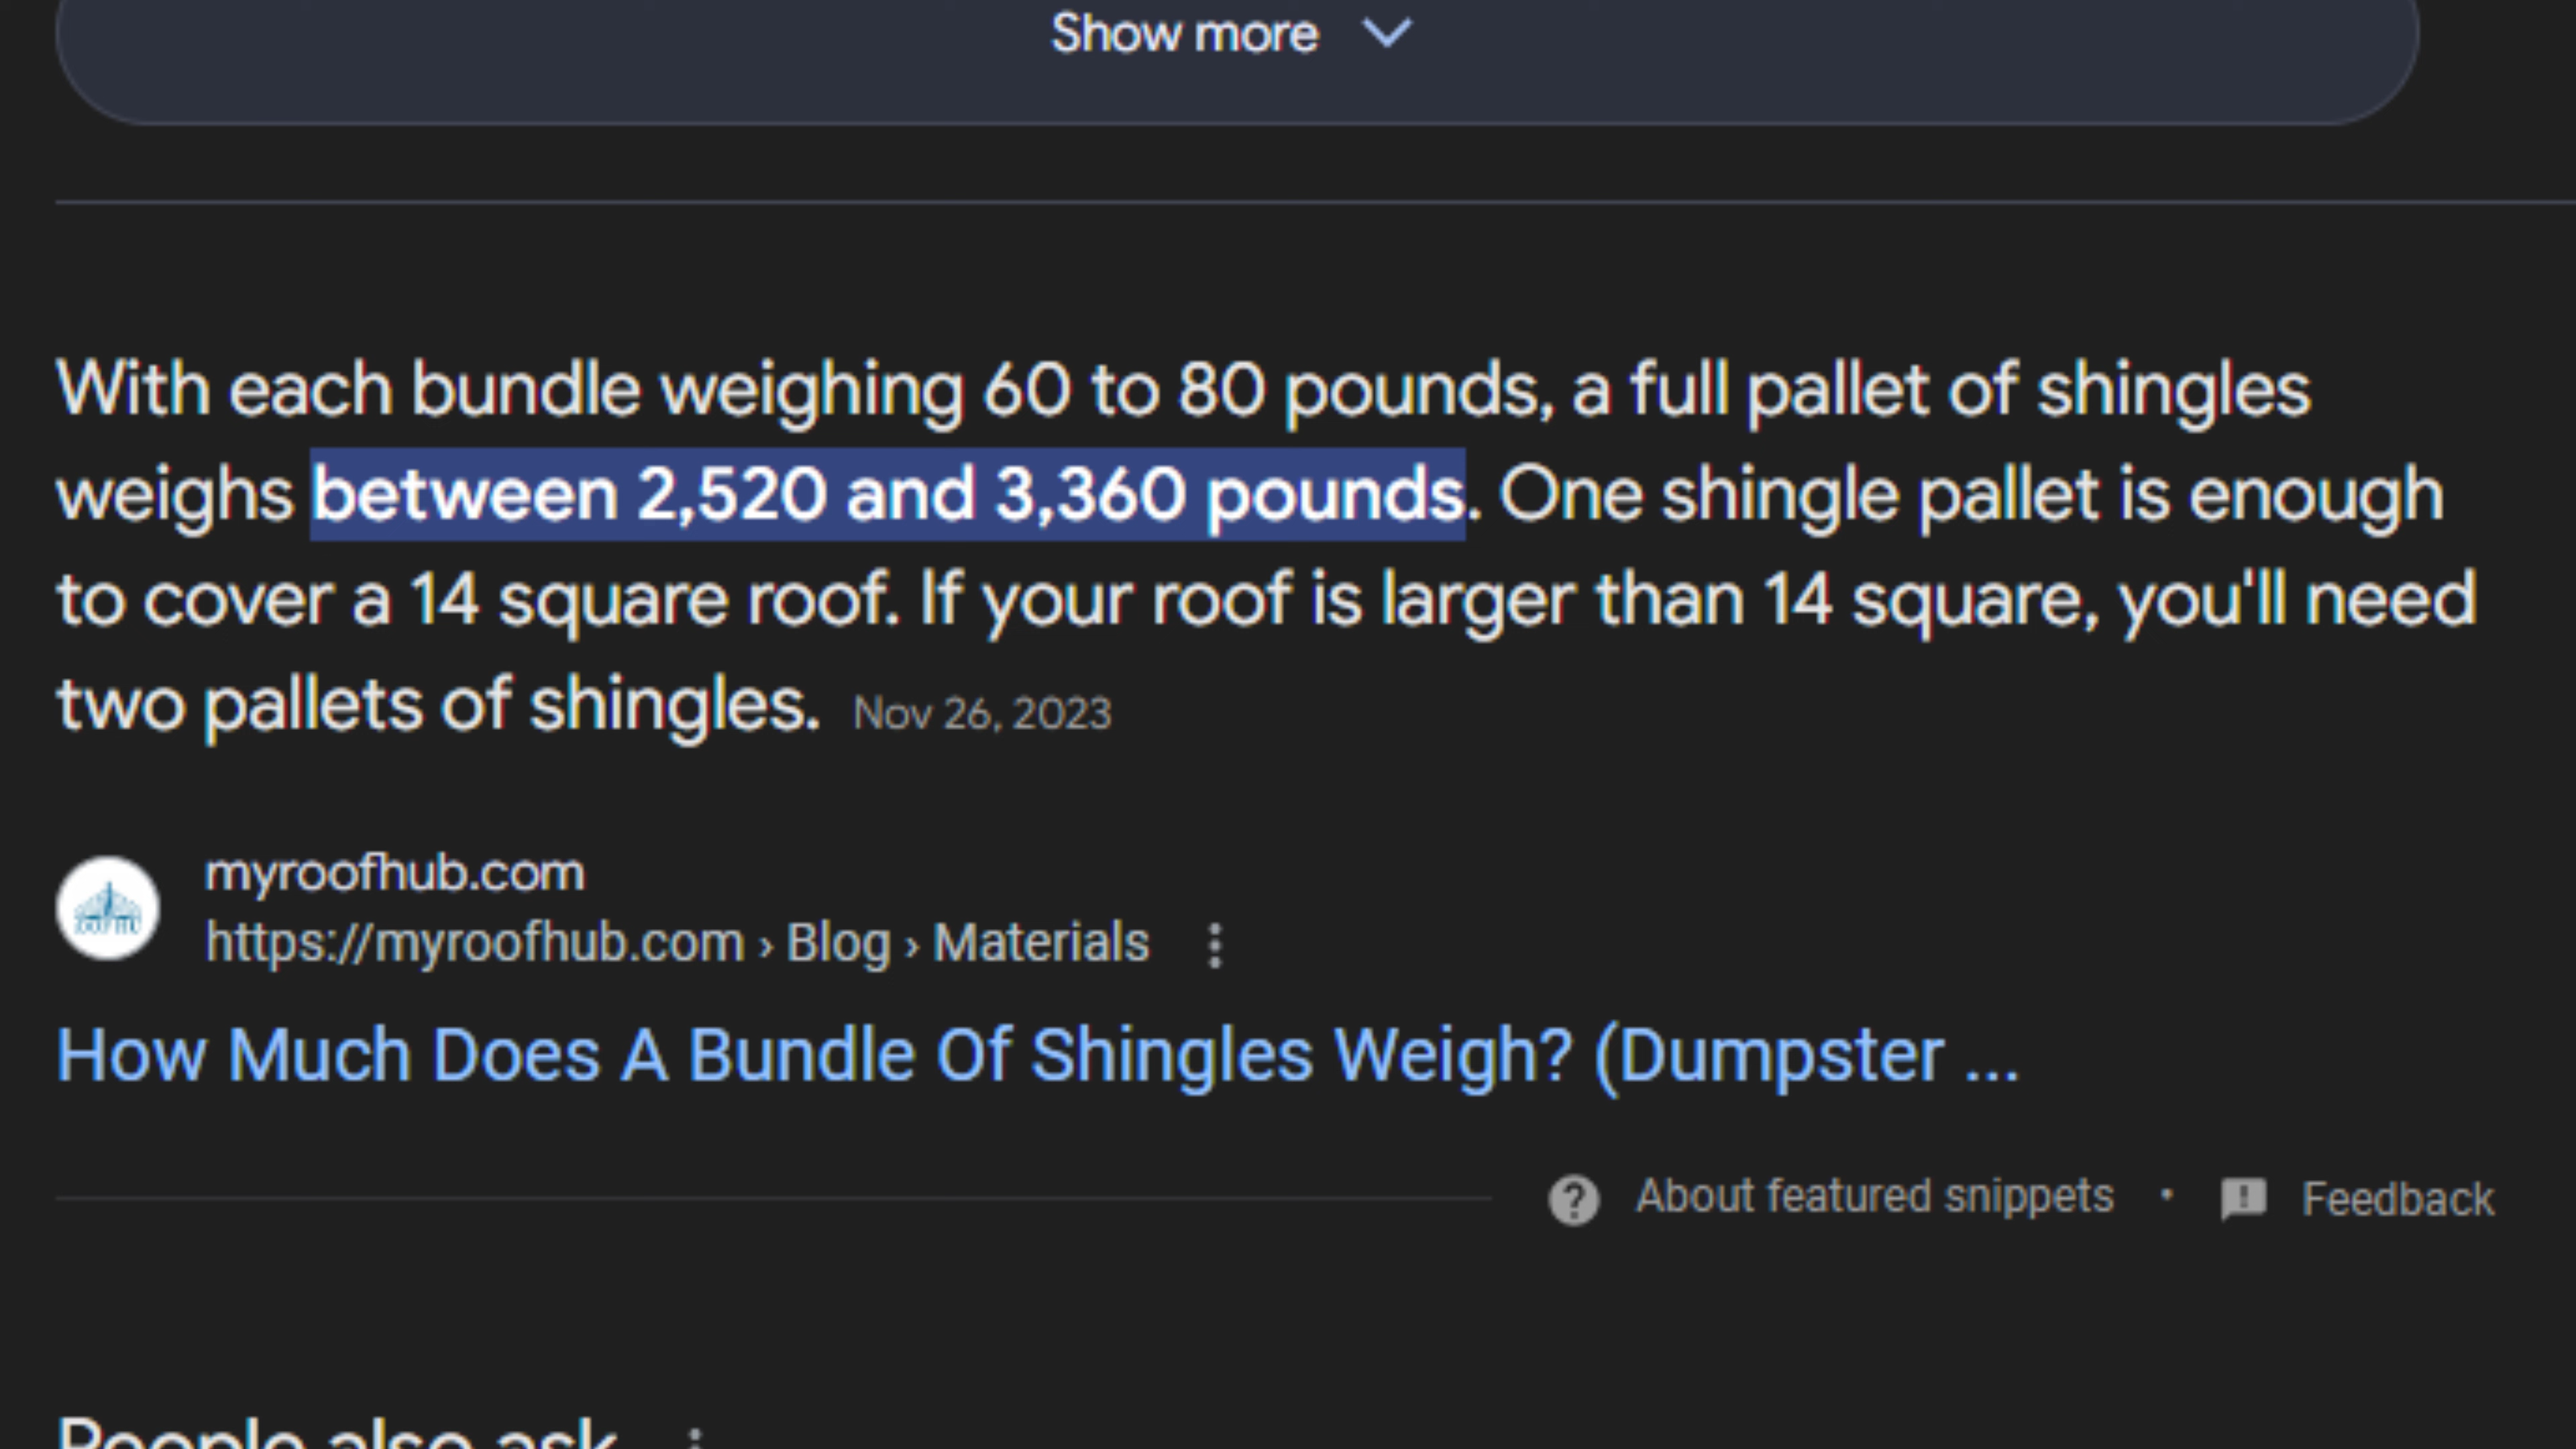 Show more
With each bundle weighing 60 to 80 pounds, a full pallet of shingles
weighs between 2,520 and 3,360 pounds. One shingle pallet is enough
to cover a 14 square roof. If your roof is larger than 14 square, you'll need
two pallets of shingles. Nov 26, 2023
myroofhub.com
https://myroofhub.com › Blog › Materials
How Much Does A Bundle Of Shingles Weigh? (Dumpster ...
About featured snippets • Feedback
People also ask